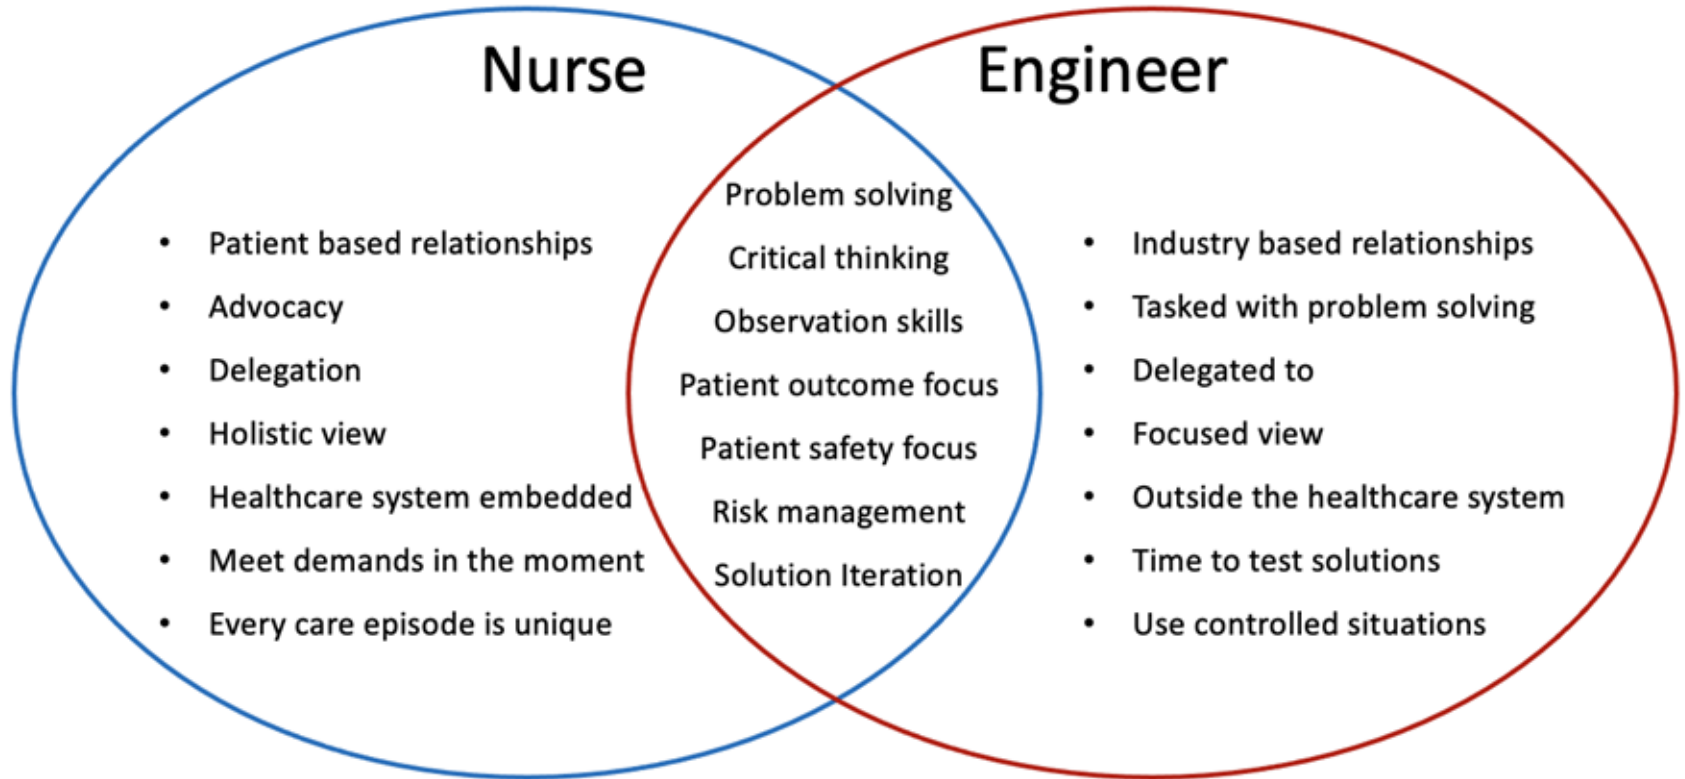 Nurse
Engineer
• Patient based relationships
• Advocacy
• Delegation
• Holistic view
• Healthcare system embedded
• Meet demands in the moment
• Every care episode is unique
Problem solving
Critical thinking
Observation skills
Patient outcome focus
Patient safety focus
Risk management
Solution Iteration
• Industry based relationships
• Tasked with problem solving
• Delegated to
• Focused view
• Outside the healthcare system
• Time to test solutions
• Use controlled situations